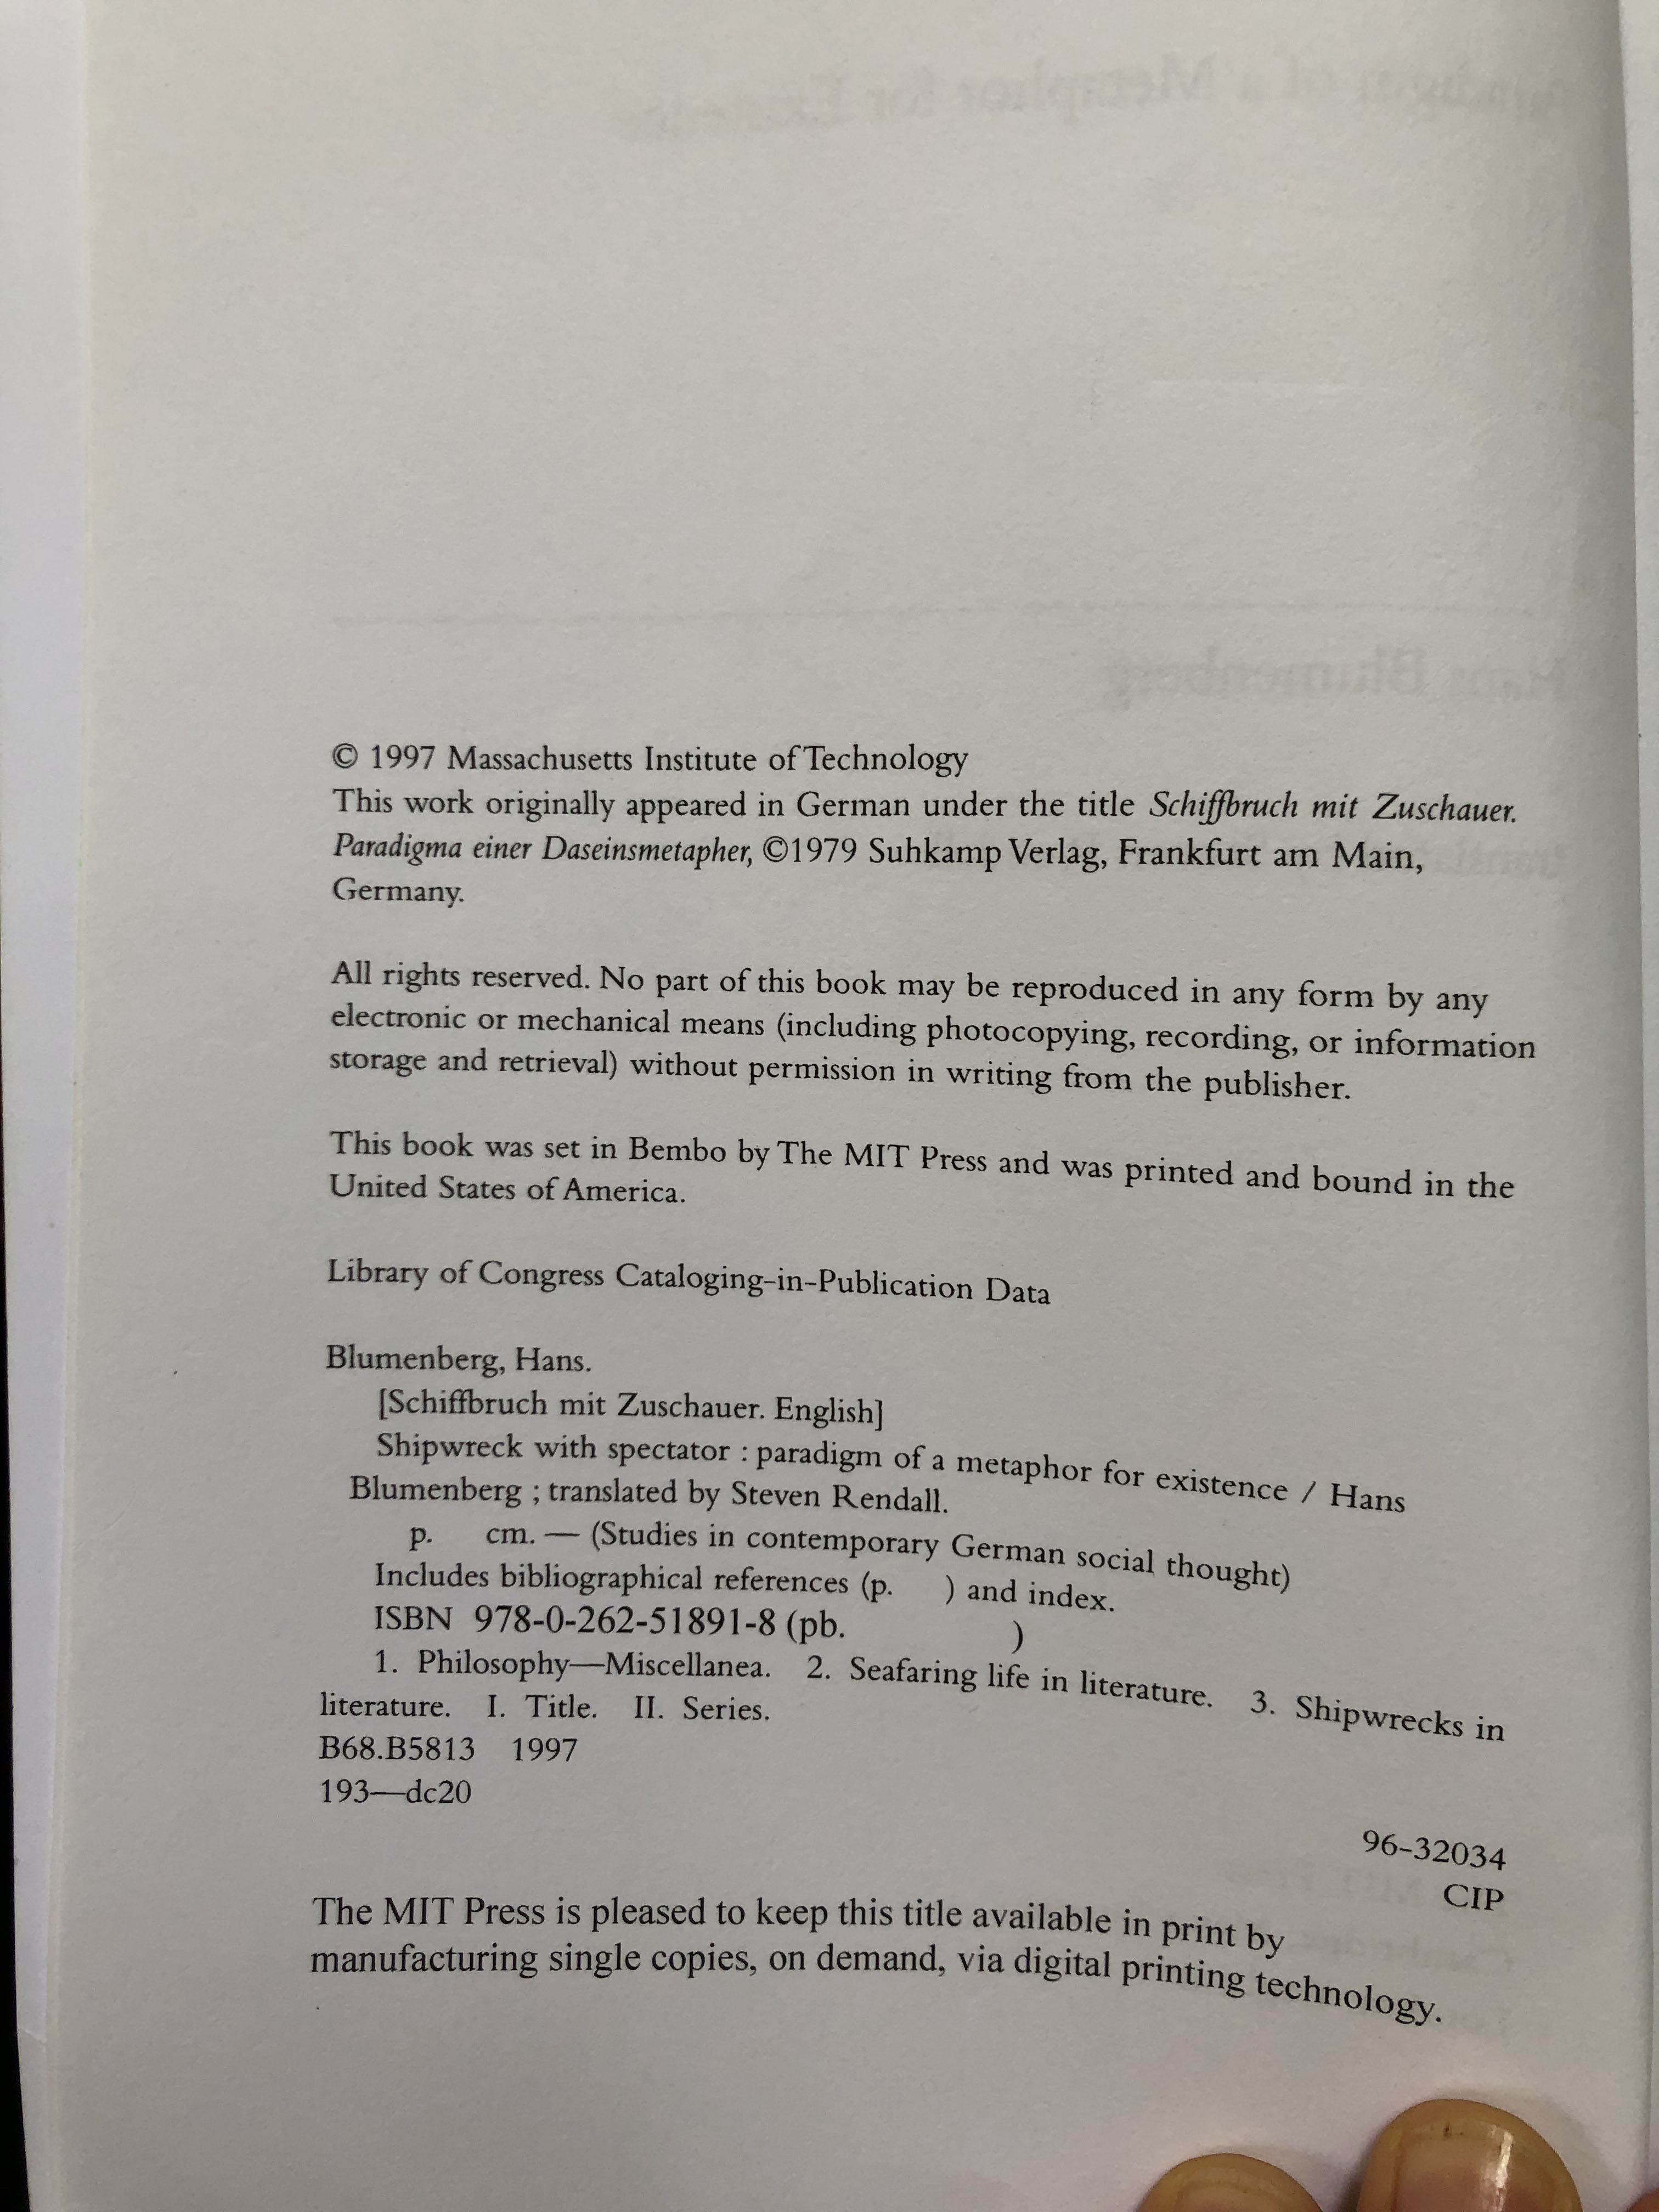 © 1997 Massachusetts Institute of Technology
This work originally appeared in German under the title Schiffbruch mit Zuschauer.
Paradigma einer Daseinsmetapher, ©1979 Suhkamp Verlag, Frankfurt am Main,
Germany.
All rights reserved. No part of this book may be reproduced in any form by any
electronic or mechanical means (including photocopying, recording, or information
storage and retrieval) without permission in writing from the publisher.
This book was set in Bembo by The MIT Press and was printed and bound in the
United States of America.
Library of Congress Cataloging-in-Publication Data
Blumenberg, Hans.
[Schiffbruch mit Zuschauer. English]
Shipwreck with spectator : paradigm of a metaphor for existence / Hans
Blumenberg ; translated by Steven Rendall.
p. cm. — (Studies in contemporary German social thought)
Includes bibliographical references (p. ) and index.
ISBN 978-0-262-51891-8 (pb. )
1. Philosophy—Miscellanea. 2. Seafaring life in literature. 3. Shipwrecks in
literature. I. Title. II. Series.
B68.B5813 1997
193—dc20
96-32034
CIP
The MIT Press is pleased to keep this title available in print by
manufacturing single copies, on demand, via digital printing technology.